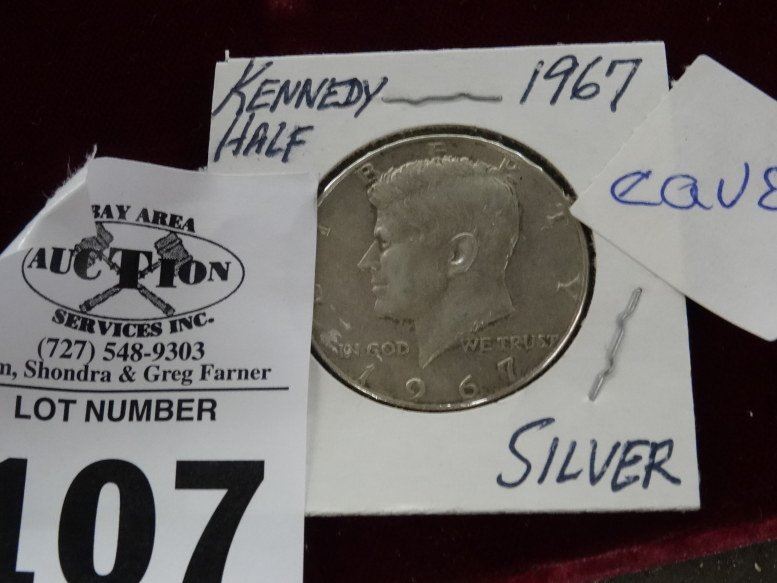 KENNEDY 1967
HALF
SILVER
LIBERTY
IN GOD WE TRUST
1967
BAY AREA
AUCTION
SERVICES INC.
(727) 548-9303
Shondra & Greg Farner
LOT NUMBER
107